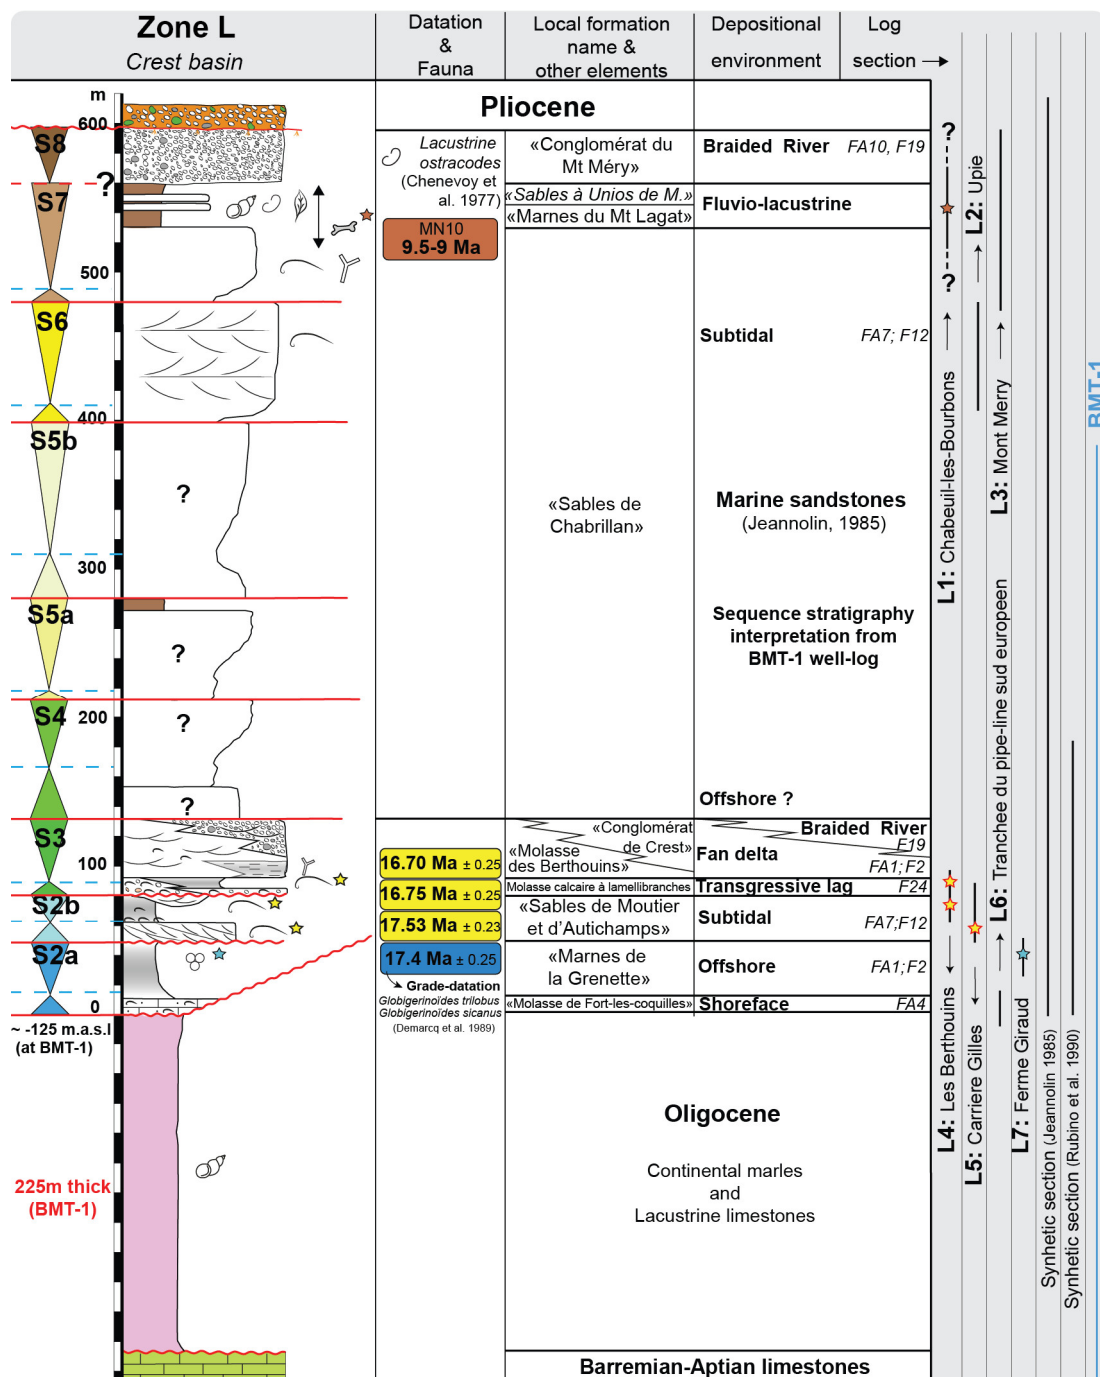 Zone L
Crest basin
Datation
&
Fauna
Local formation
name &
other elements
Depositional
environment
Log
section
m
600
500
400
300
200
100
0
~ -125 m.a.s.l
(at BMT-1)
225m thick
(BMT-1)
S8
?
S7
S6
S5b
S5a
S4
S3
S2b
S2a
?
?
?
?
Pliocene
Lacustrine
ostracodes
(Chenevoy et
al. 1977)
MN10
9.5-9 Ma
«Conglomérat du
Mt Méry»
Braided River
FA10, F19
«Sables à Unios de M.»
«Marnes du Mt Lagat»
Fluvio-lacustrine
Subtidal
FA7; F12
«Sables de
Chabrillan»
Marine sandstones
(Jeannolin, 1985)
Sequence stratigraphy
interpretation from
BMT-1 well-log
Offshore ?
16.70 Ma ± 0.25
«Conglomérat
de Crest»
«Molasse
des Berthouins»
Braided River
F19
Fan delta
FA1;F2
16.75 Ma ± 0.25
Molasse calcaire à lamellibranches
Transgressive lag
F24
17.53 Ma ± 0.23
«Sables de Moutier
et d'Autichamps»
Subtidal
FA7;F12
17.4 Ma ± 0.25
Grade-datation
Globigerinoïdes trilobus
Globigerinoïdes sicanus
(Demarcq et al. 1989)
«Marnes de
la Grenette»
Offshore
FA1;F2
«Molasse de Fort-les-coquilles»
Shoreface
FA4
Oligocene
Continental marles
and
Lacustrine limestones
Barremian-Aptian limestones
?
?
L1: Chabeuil-les-Bourbons
L2: Upie
L3: Mont Merry
L4: Les Berthouins
L5: Carriere Gilles
L6: Tranchee du pipe-line sud europeen
L7: Ferme Giraud
Synhetic section (Jeannolin 1985)
Synhetic section (Rubino et al. 1990)
BMT-1